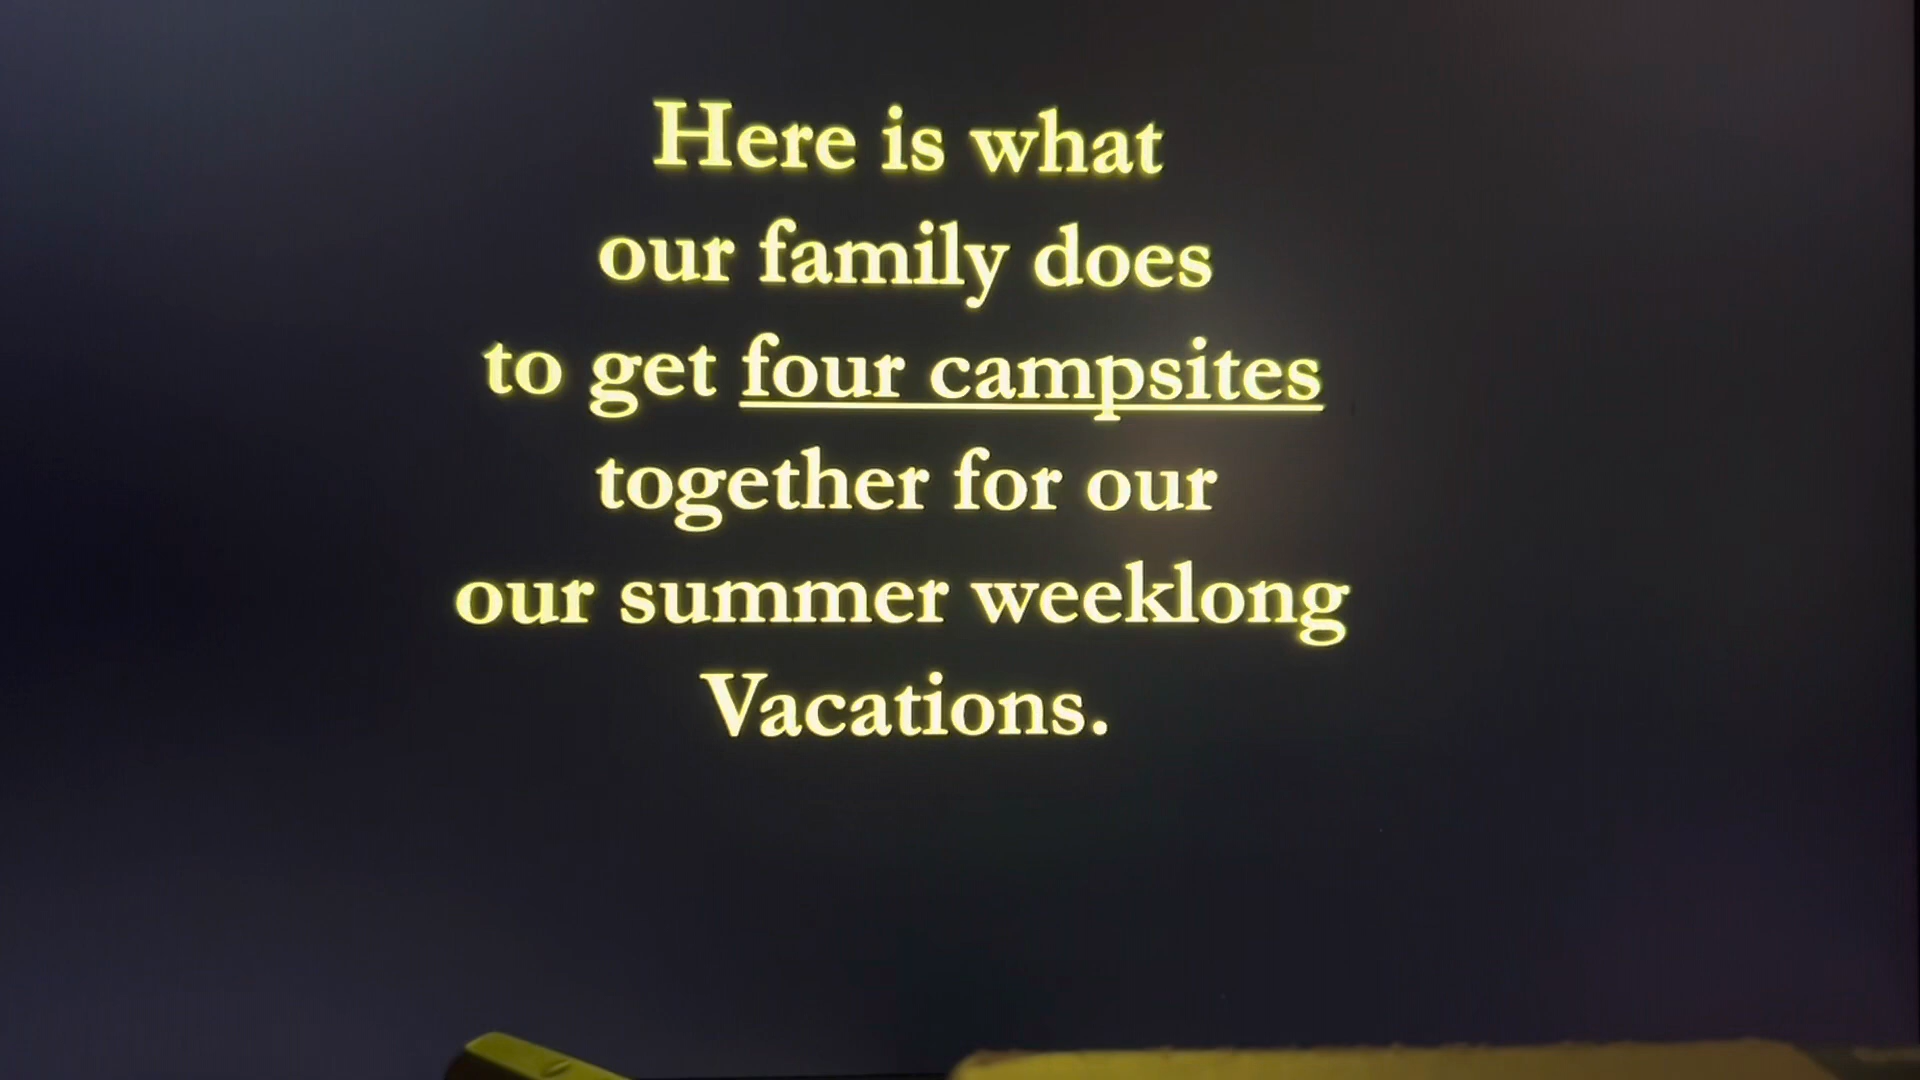 Here is what
our family does
to get four campsites
together for our
our summer weeklong
Vacations.